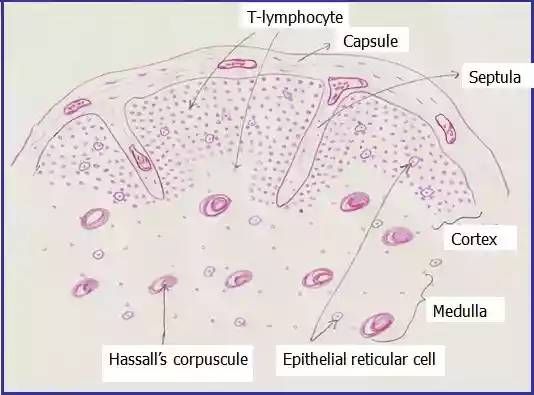 T-lymphocyte
Capsule
Septula
Cortex
Medulla
Hassall's corpuscule
Epithelial reticular cell